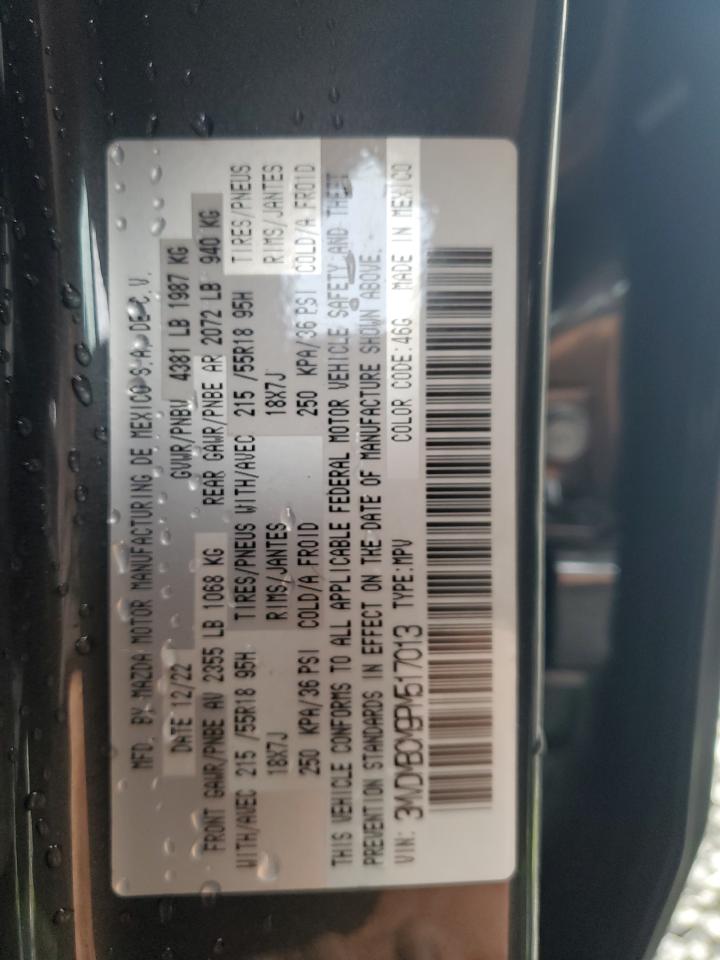 MFD. BY MAZDA MOTOR MANUFACTURING DE MEXICO S.A. DE C.V.
DATE 12/22 GVWR/PNBV 4381 LB 1987 KG
FRONT GAWR/PNBE AV 2355 LB 1068 KG REAR GAWR/PNBE AR 2072 LB 940 KG
WITH/AVEC 215 /55R18 95H TIRES/PNEUS WITH/AVEC 215 /55R18 95H TIRES/PNEUS
18X7J RIMS/JANTES 18X7J RIMS/JANTES
250 KPA/36 PSI COLD/A FROID 250 KPA/36 PSI COLD/A FROID
THIS VEHICLE CONFORMS TO ALL APPLICABLE FEDERAL MOTOR VEHICLE SAFETY AND THEFT
PREVENTION STANDARDS IN EFFECT ON THE DATE OF MANUFACTURE SHOWN ABOVE.
VIN: 3MVDMBCM9PM517013 TYPE:MPV COLOR CODE:46G MADE IN MEXICO